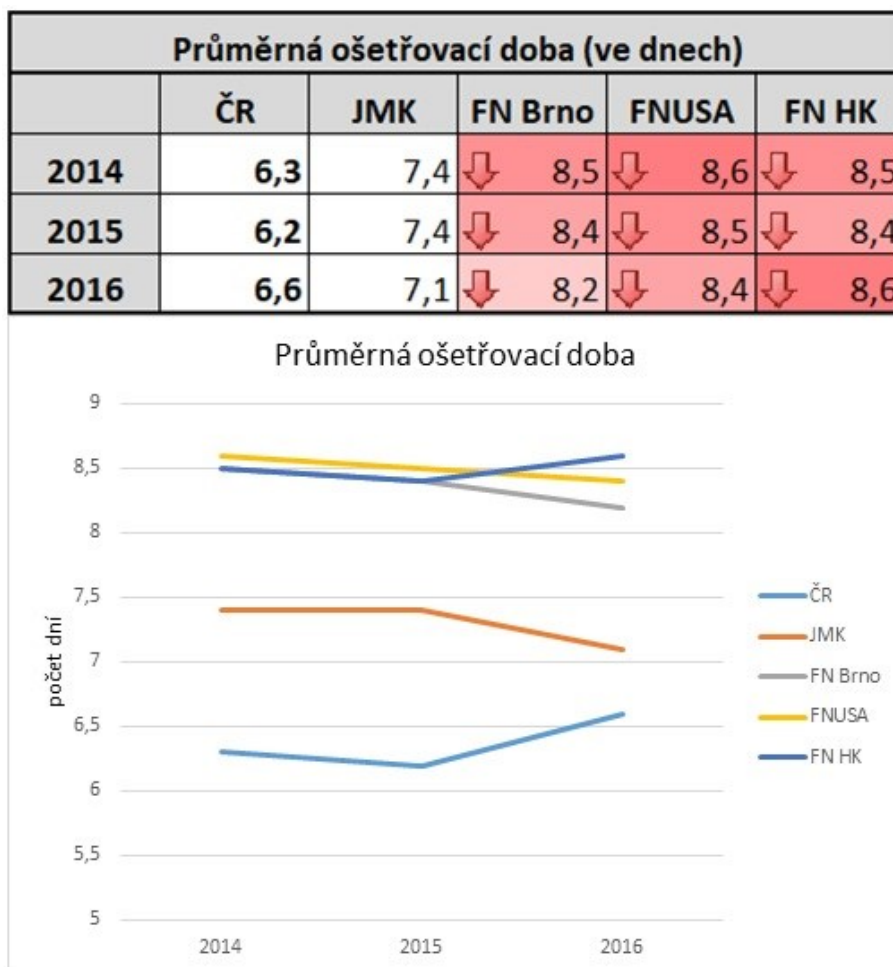 Průměrná ošetřovací doba (ve dnech)
ČR JMK FN Brno FNUSA FN HK
2014 6,3 7,4 8,5 8,6 8,5
2015 6,2 7,4 8,4 8,5 8,4
2016 6,6 7,1 8,2 8,4 8,6
Průměrná ošetřovací doba
9
8,5
8
7,5
7
6,5
6
5,5
5
počet dní
2014 2015 2016
ČR
JMK
FN Brno
FNUSA
FN HK